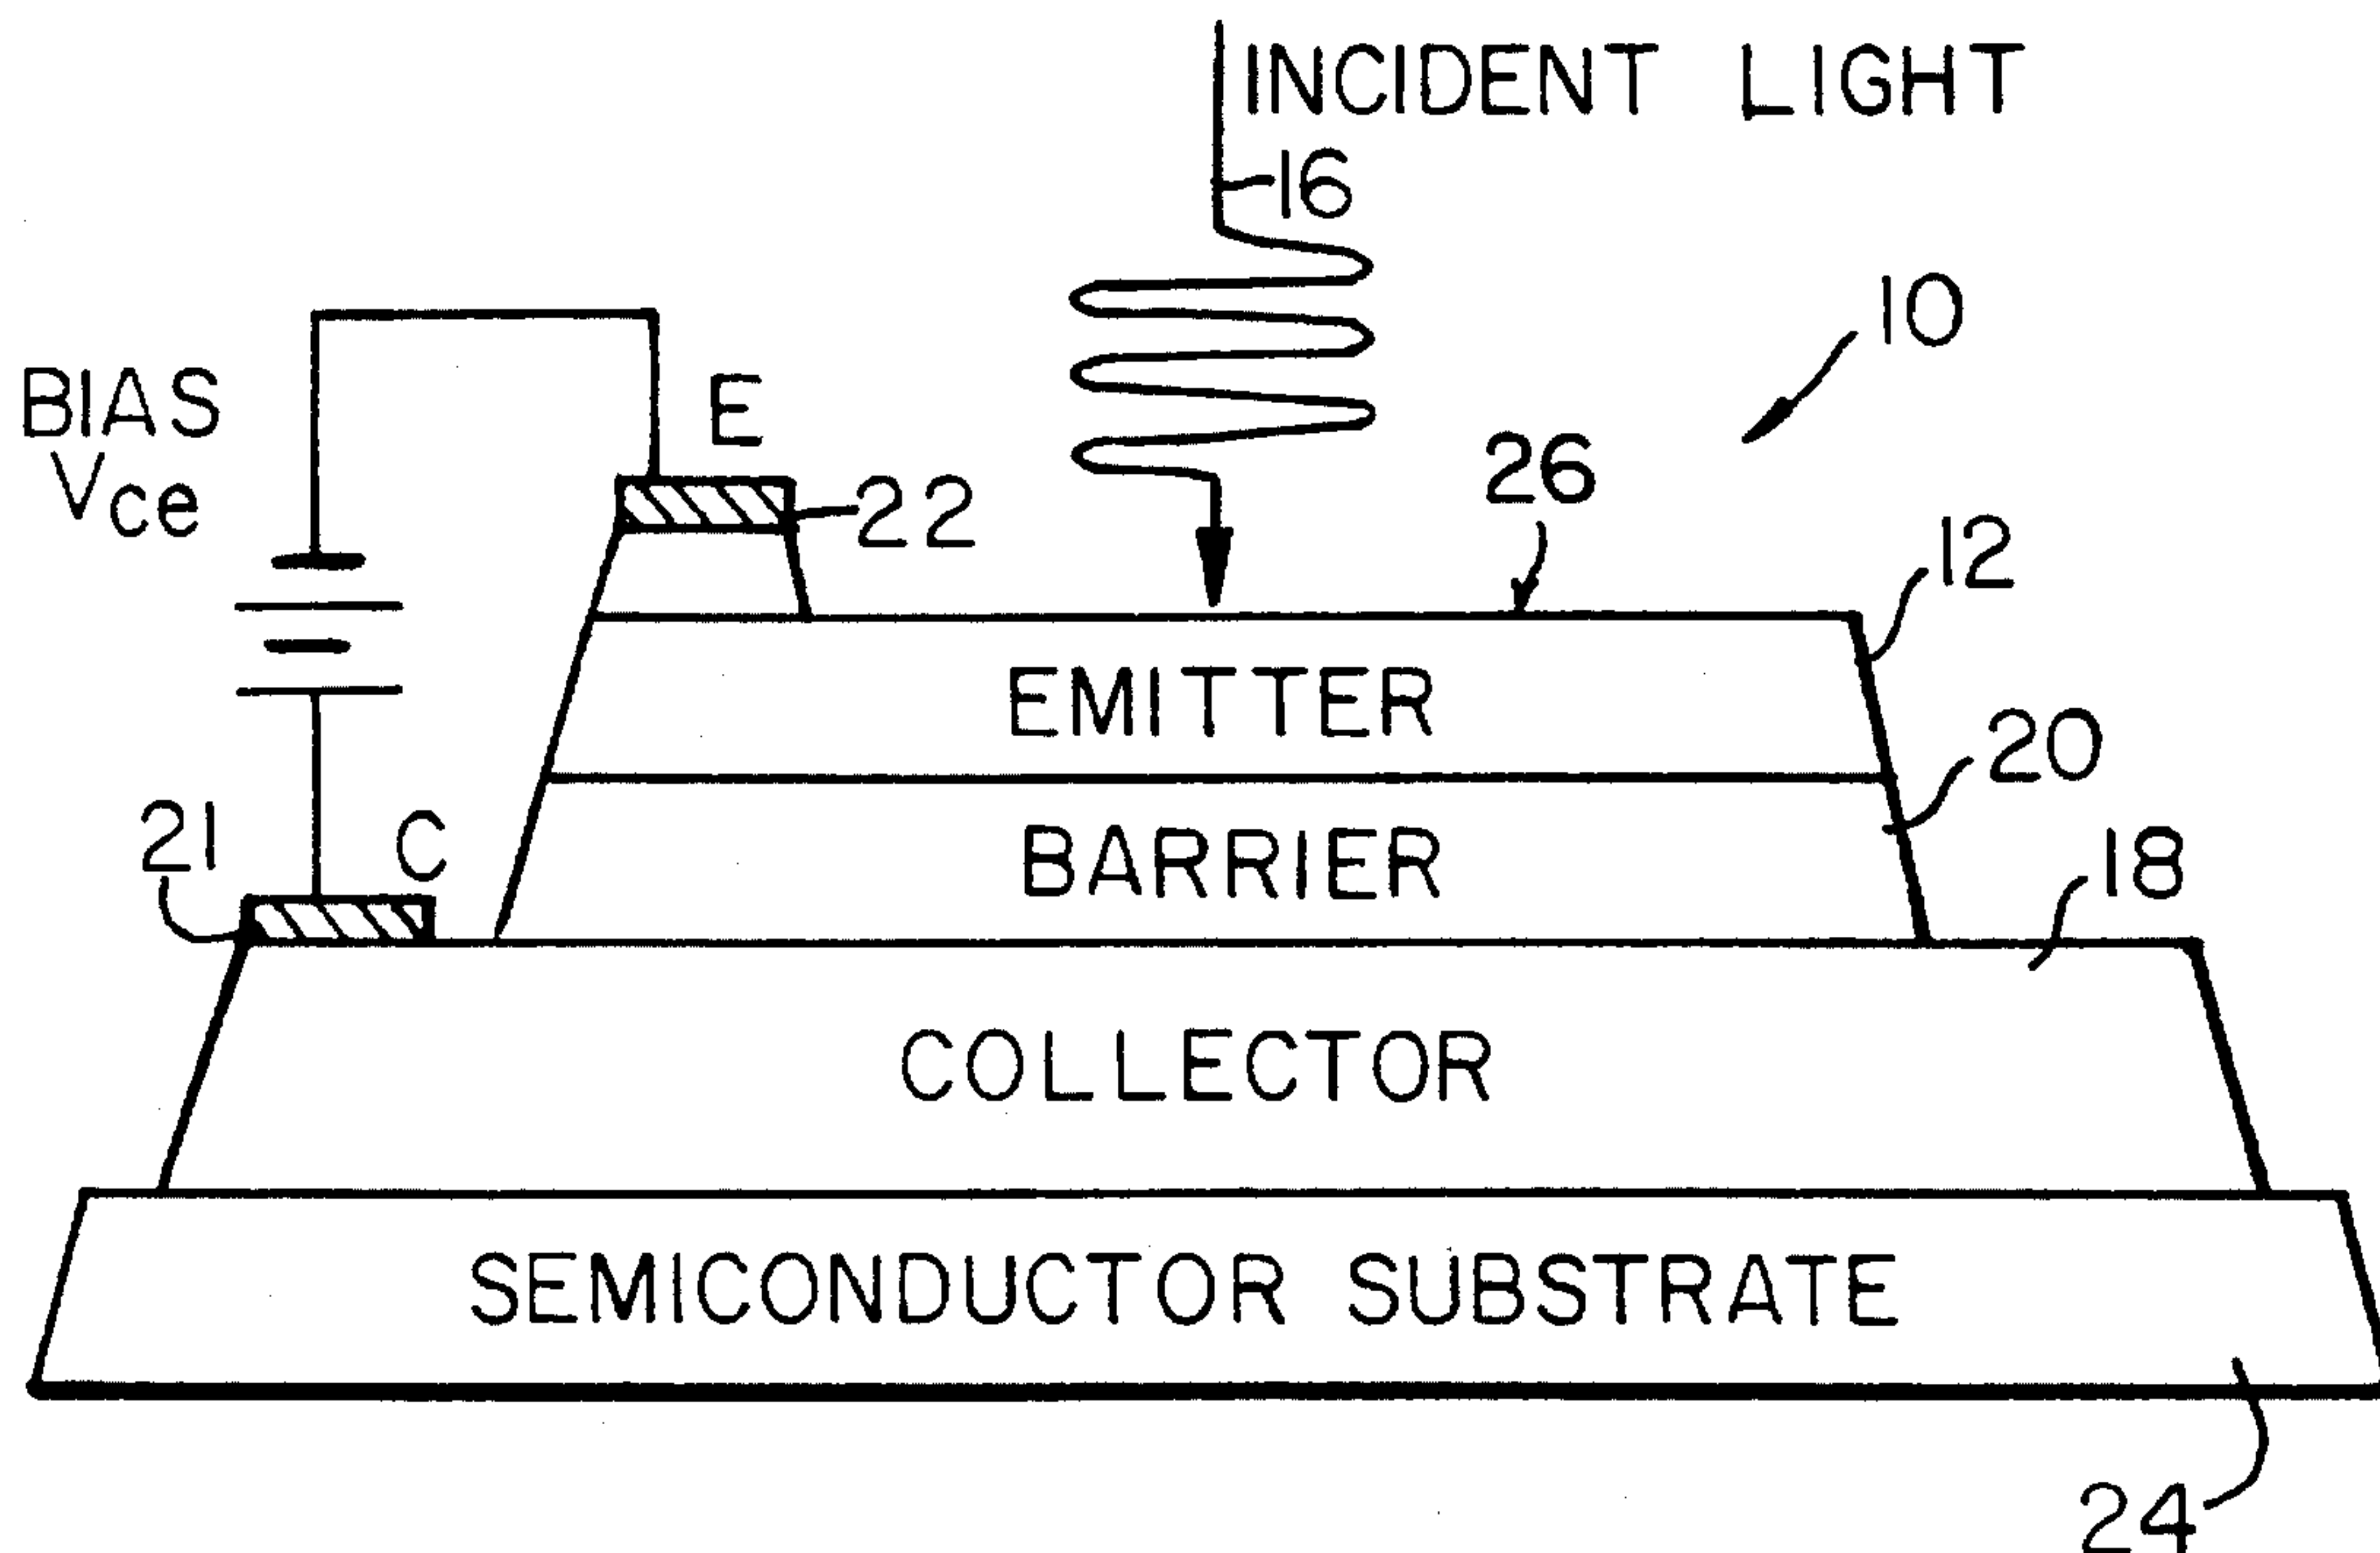 INCIDENT LIGHT
16
10
BIAS
Vce
E
22
26
12
EMITTER
20
BARRIER
21
C
18
COLLECTOR
SEMICONDUCTOR SUBSTRATE
24